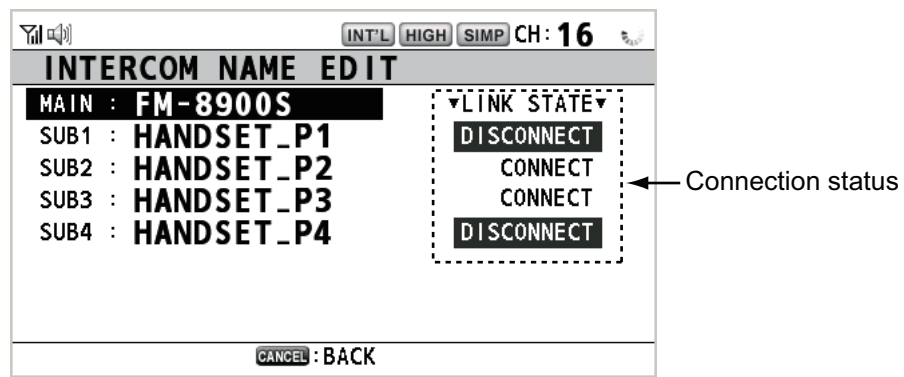 INT'L HIGH SIMP CH: 16
INTERCOM NAME EDIT
MAIN : FM-8900S ▼LINK STATE▼
SUB1 : HANDSET_P1 DISCONNECT
SUB2 : HANDSET_P2 CONNECT
SUB3 : HANDSET_P3 CONNECT
SUB4 : HANDSET_P4 DISCONNECT
Connection status
CANCEL : BACK